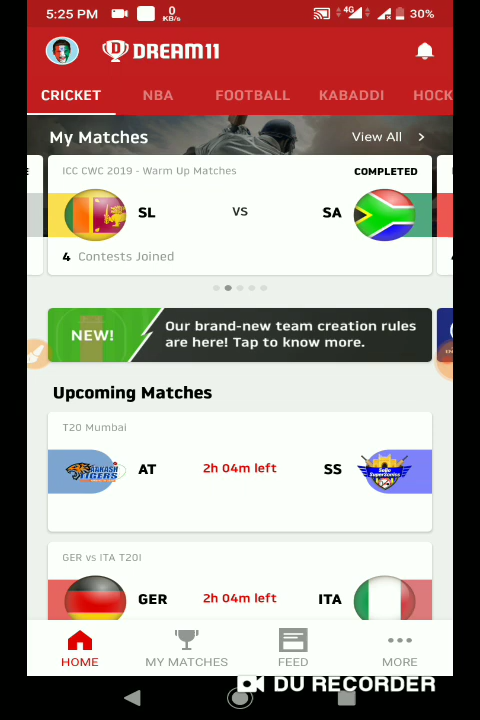 5:25 PM
0
KB/s
4G
30%
DREAM11
CRICKET NBA FOOTBALL KABADDI HOCK
My Matches View All
ICC CWC 2019 - Warm Up Matches COMPLETED
SL VS SA
4 Contests Joined
NEW!
Our brand-new team creation rules
are here! Tap to know more.
Upcoming Matches
T20 Mumbai
AT 2h 04m left SS
GER vs ITA T20I
GER 2h 04m left ITA
HOME MY MATCHES FEED MORE
DU RECORDER